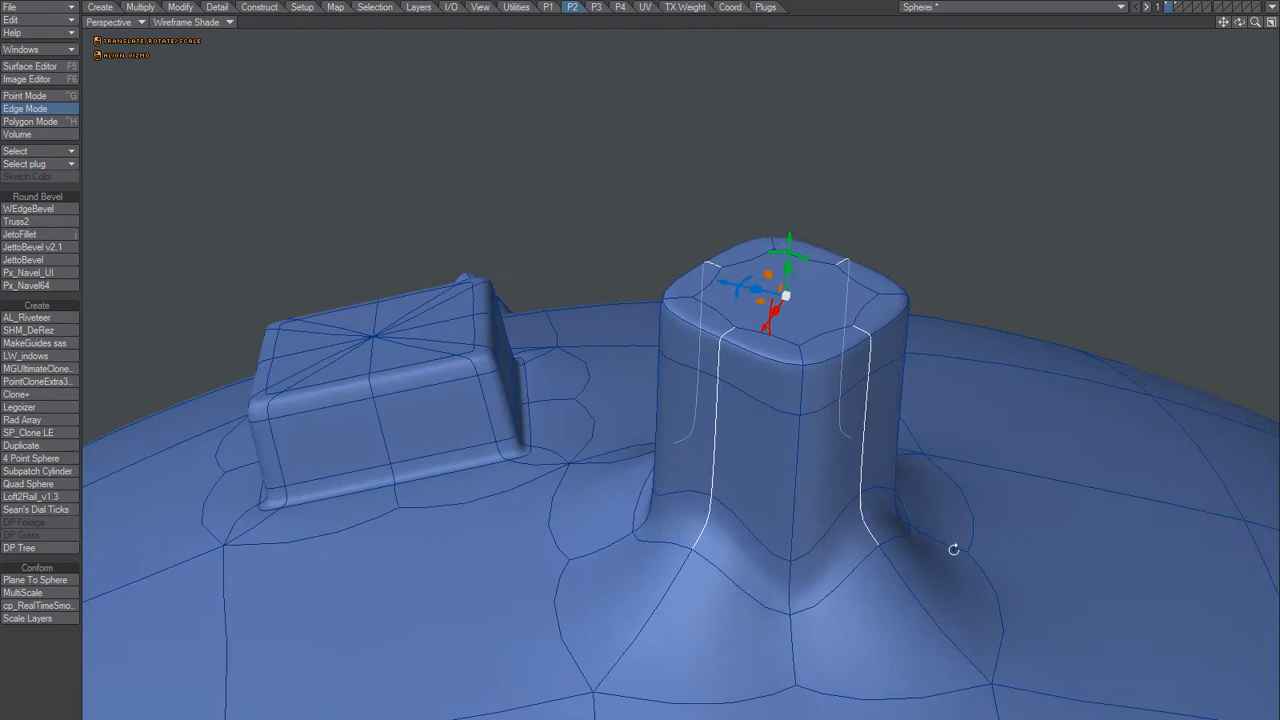 File
Create
Multiply
Modify
Detail
Construct
Setup
Map
Selection
Layers
I/O
View
Utilities
P1
P2
P3
P4
UV
TX Weight
Coord
Plugs
Spherei *
1
Edit
Perspective
Wireframe Shade
Help
TRANSLATE/ROTATE/SCALE
Windows
ALIGN GIZMO
Surface Editor F5
Image Editor F6
Point Mode ^G
Edge Mode
Polygon Mode ^H
Volume
Select
Select plug
Sketch Color
Round Bevel
WEdgeBevel
Truss2
JetoFillet j
JettoBevel v2.1
JettoBevel
Px_Navel_UI
Px_Navel64
Create
AL_Riveteer
SHM_DeRez
MakeGuides sas
LW_indows
MGUltimateClone...
PointCloneExtra3...
Clone+
Legoizer
Rad Array
SP_Clone LE
Duplicate
4 Point Sphere
Subpatch Cylinder
Quad Sphere
Loft2Rail_v1.3
Sean's Dial Ticks
DP Foliage
DP Grass
DP Tree
Conform
Plane To Sphere
MultiScale
cp_RealTimeSmo...
Scale Layers